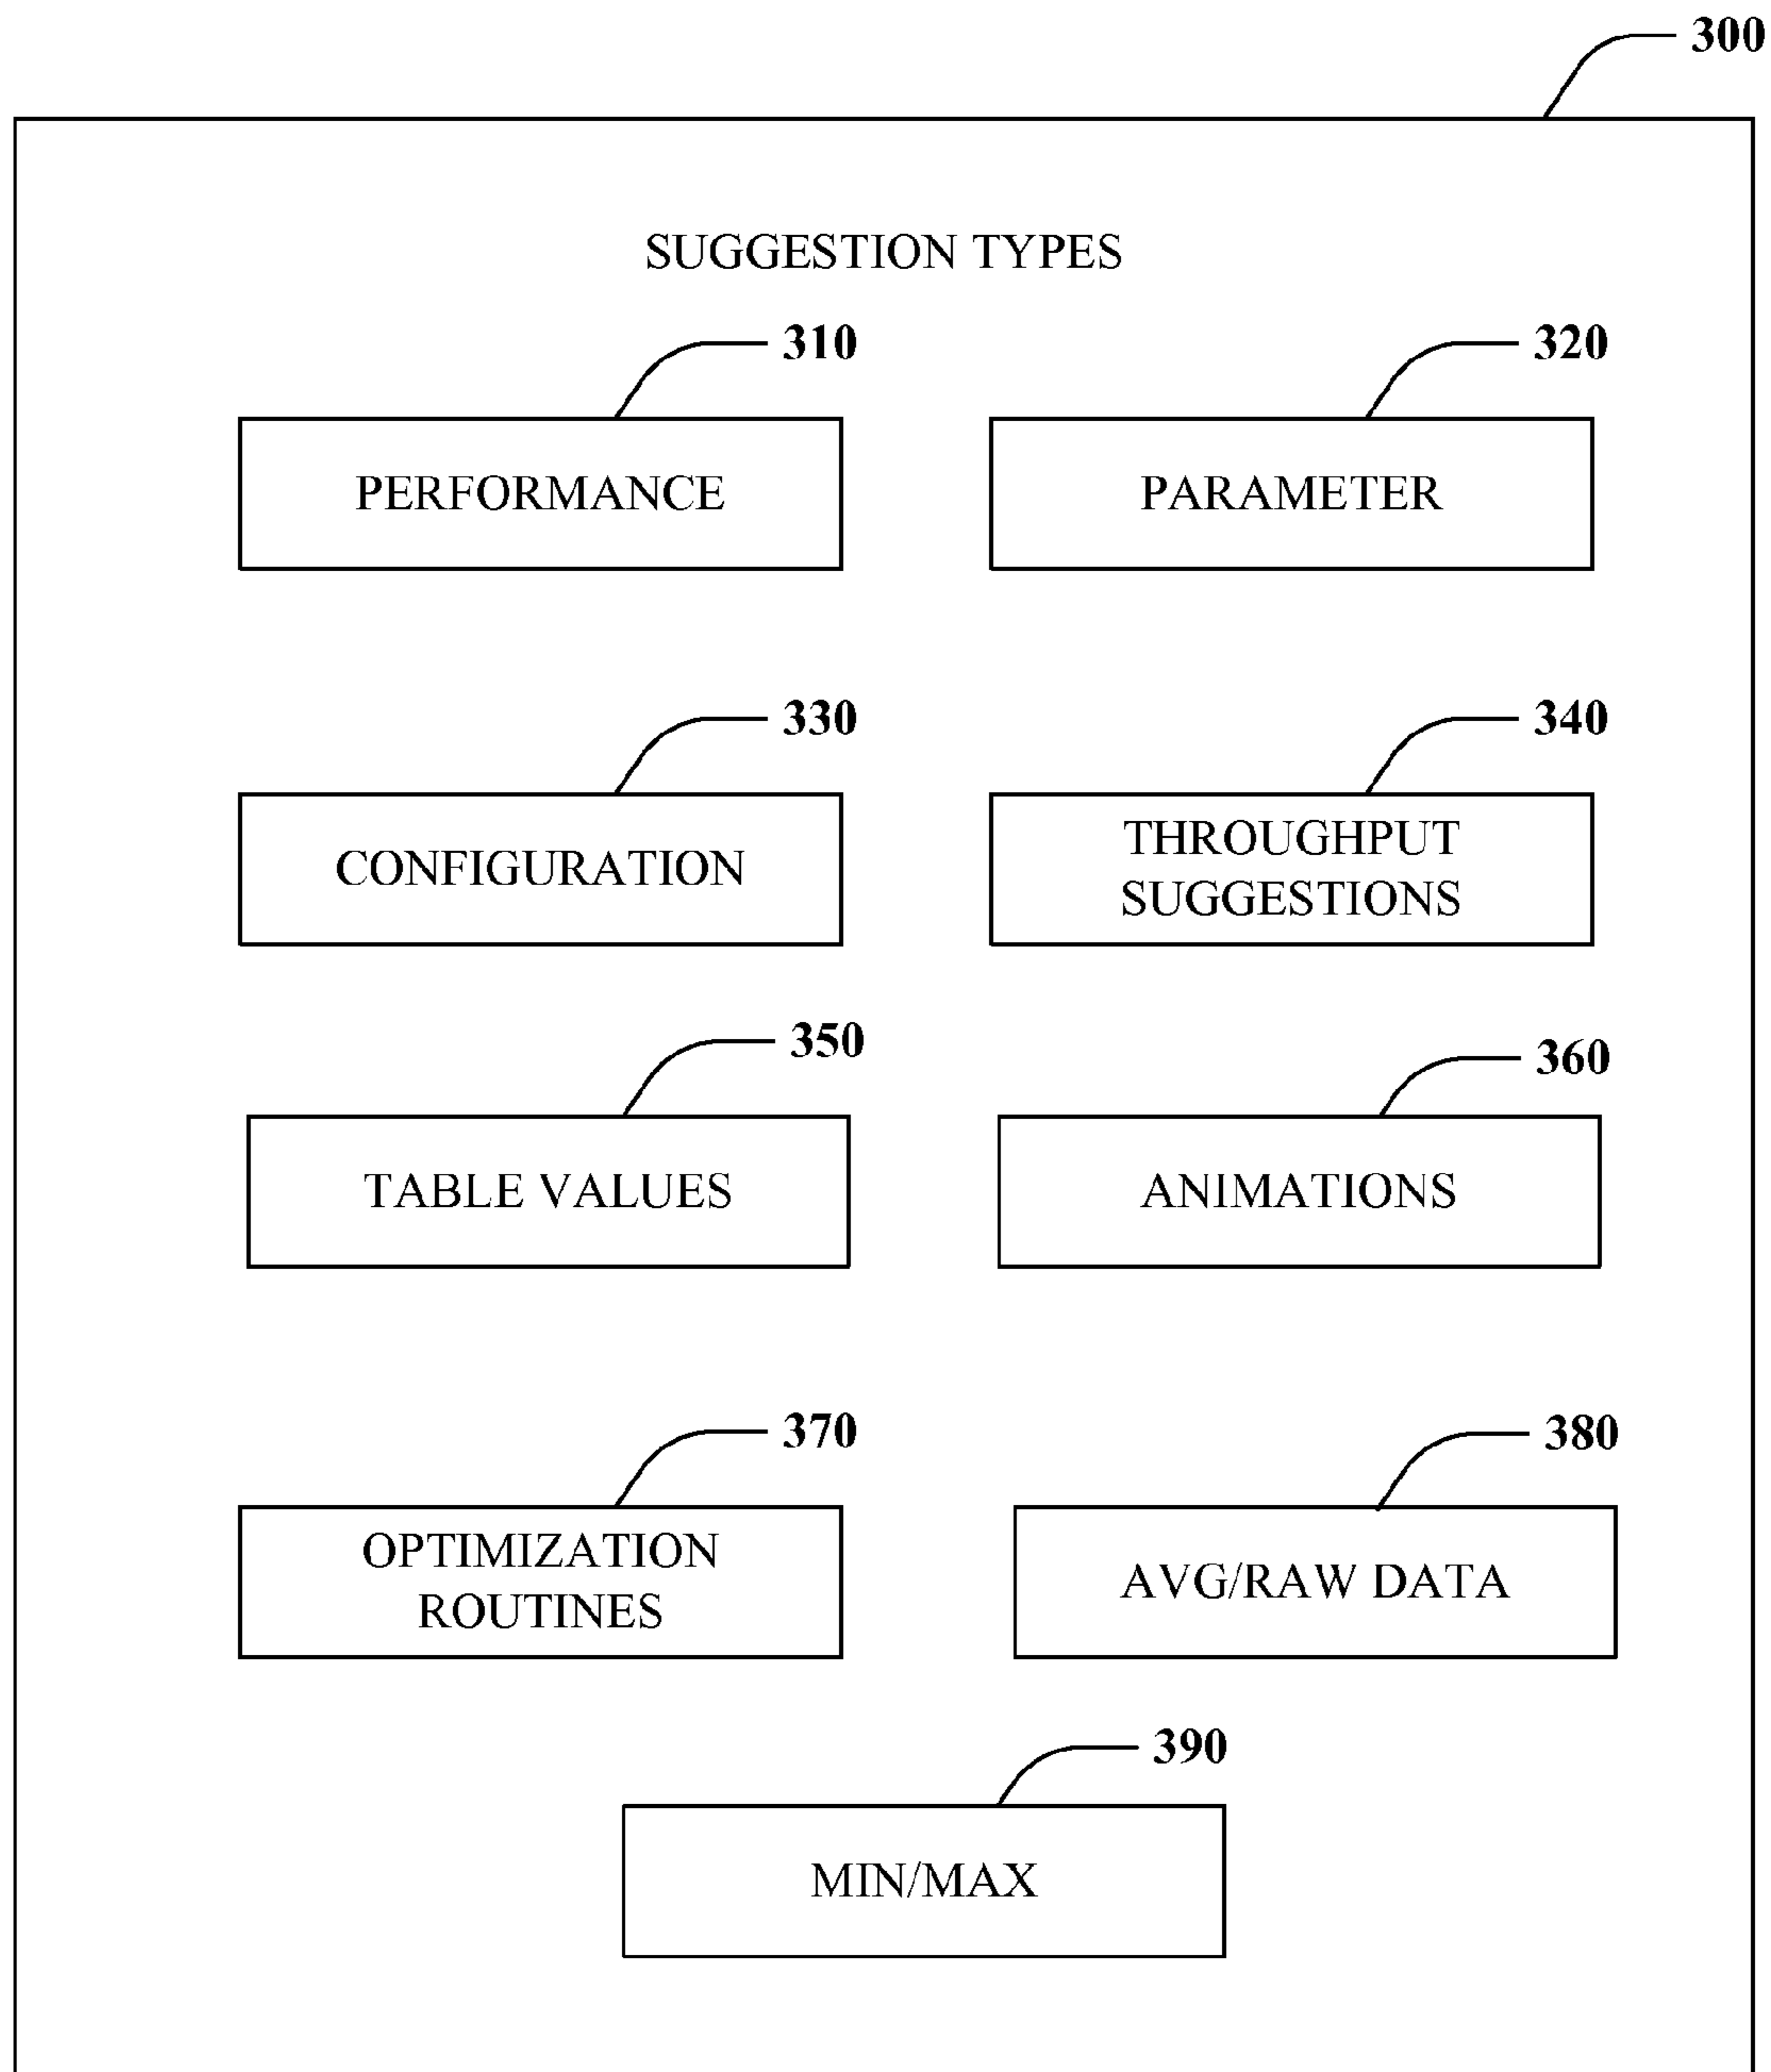 300
SUGGESTION TYPES
310
320
PERFORMANCE
PARAMETER
330
340
CONFIGURATION
THROUGHPUT
SUGGESTIONS
350
360
TABLE VALUES
ANIMATIONS
370
380
OPTIMIZATION
ROUTINES
AVG/RAW DATA
390
MIN/MAX